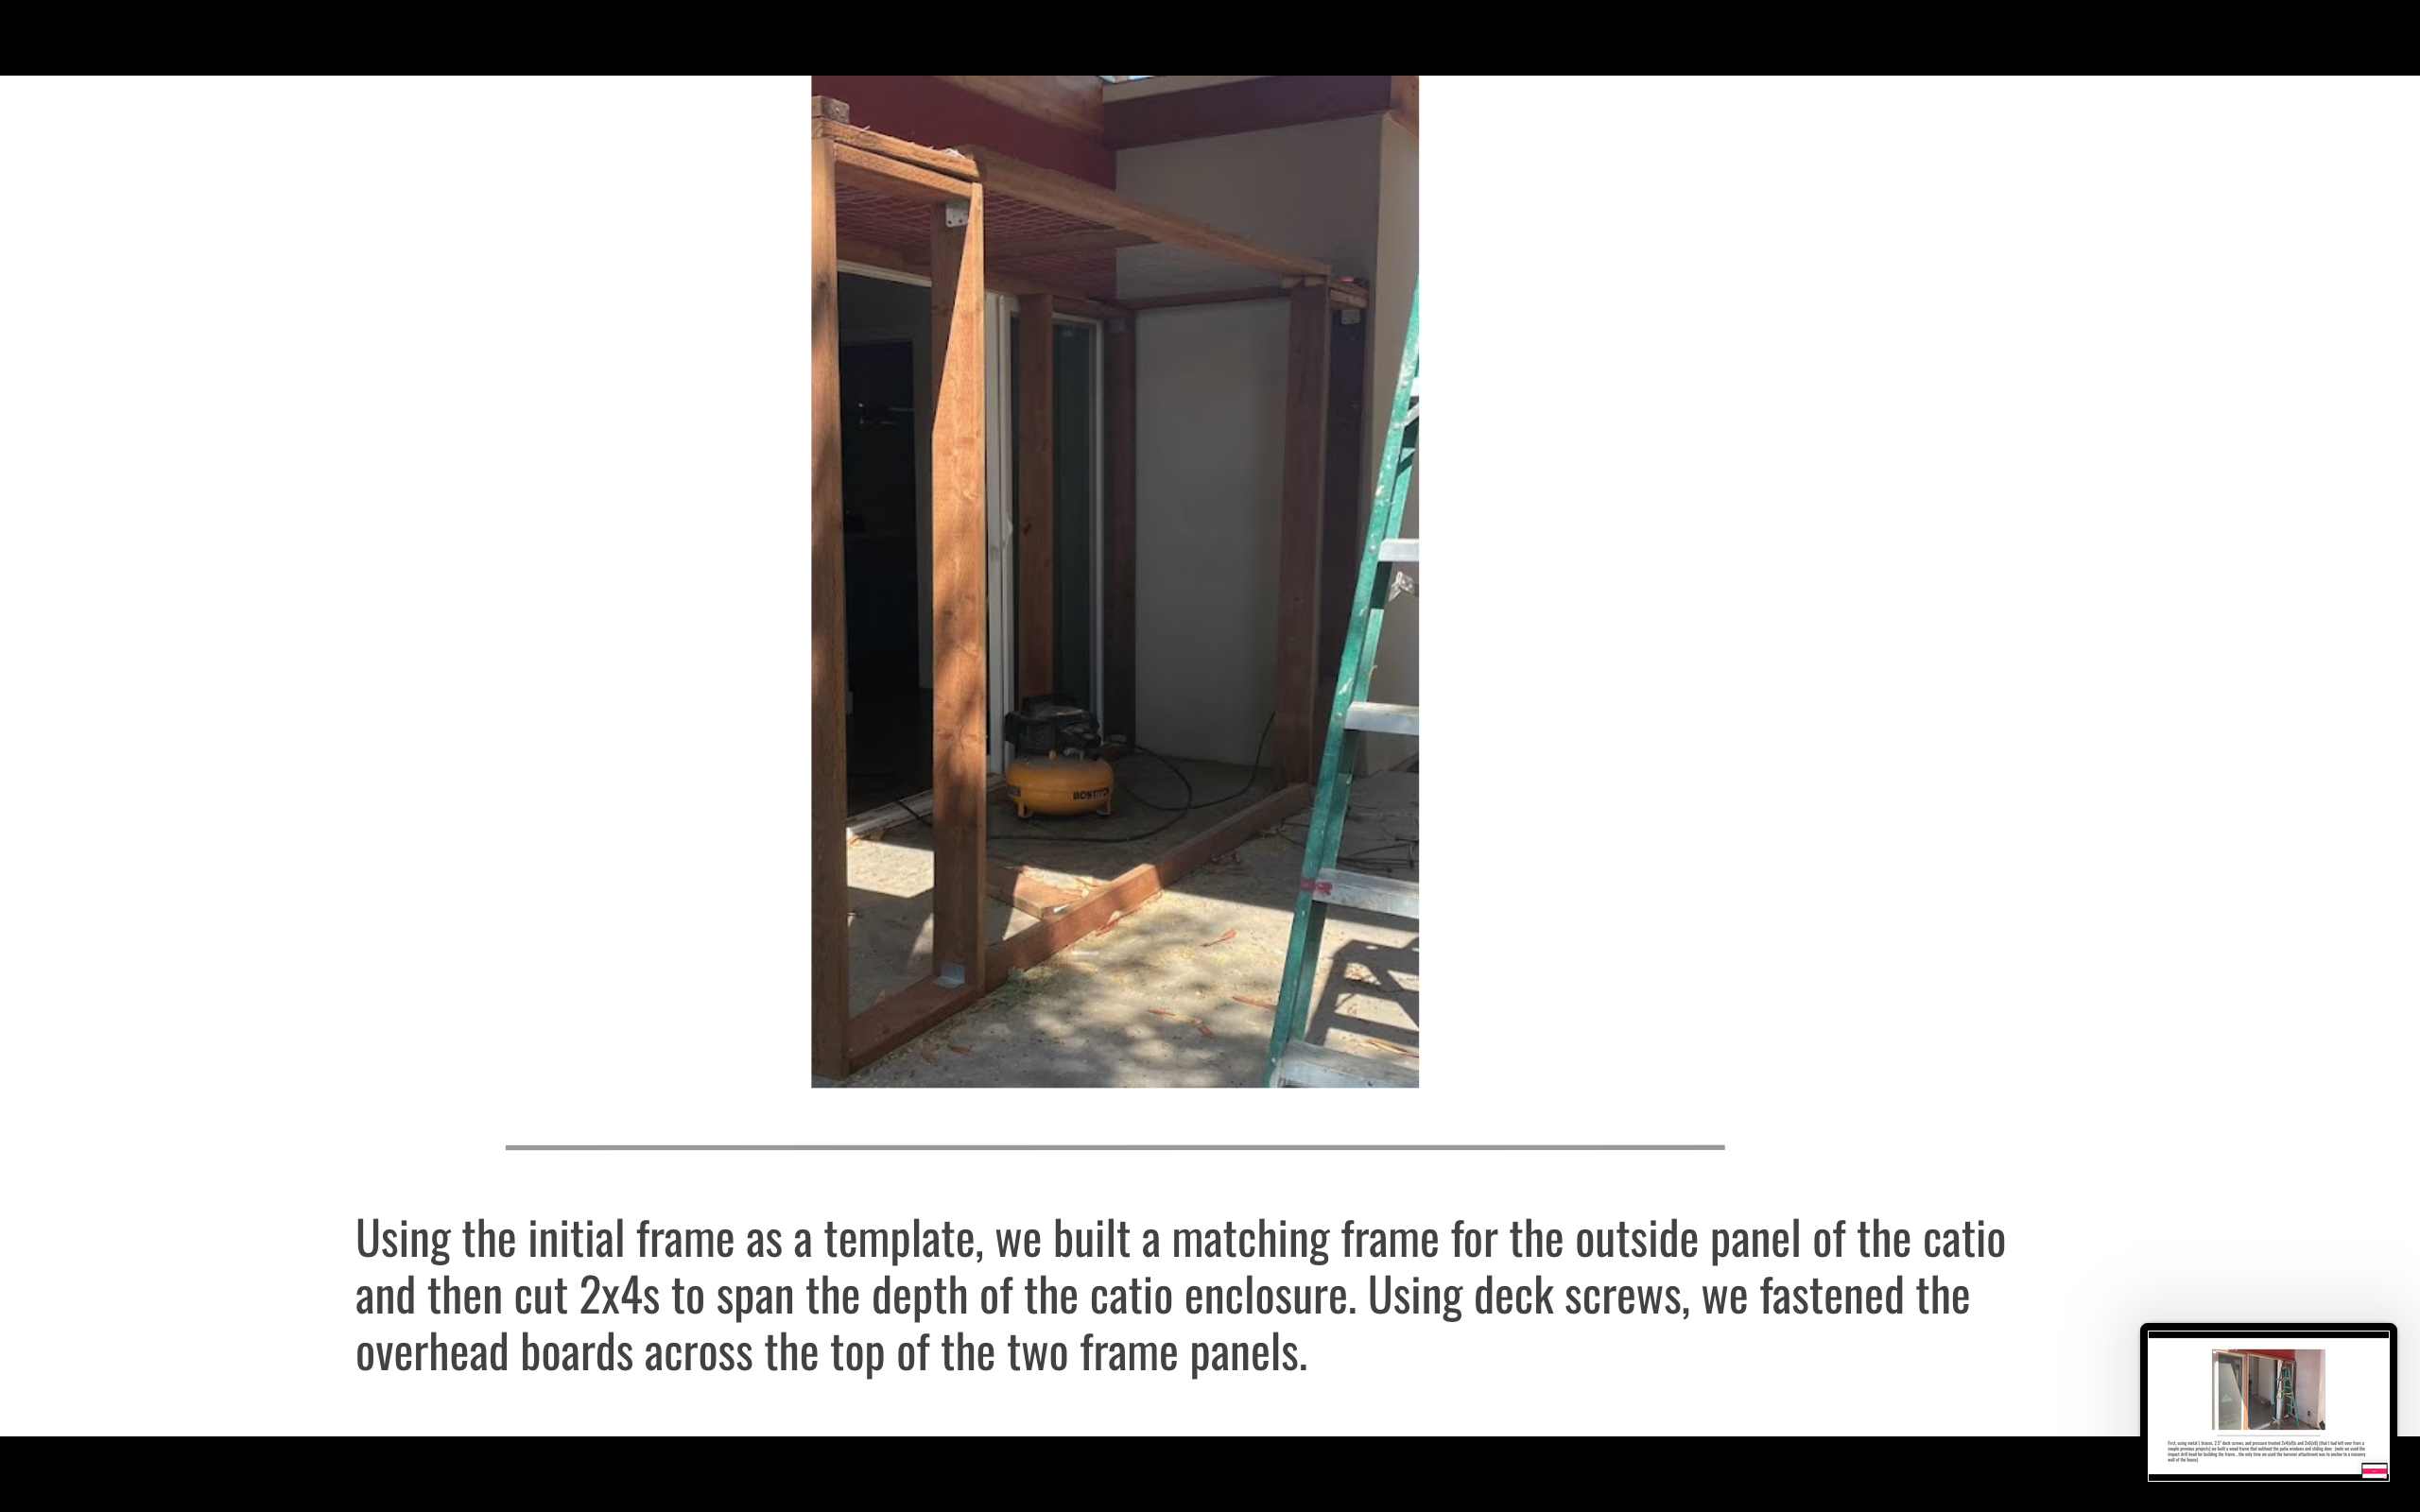 BOSTITCH
Using the initial frame as a template, we built a matching frame for the outside panel of the catio
and then cut 2x4s to span the depth of the catio enclosure. Using deck screws, we fastened the
overhead boards across the top of the two frame panels.